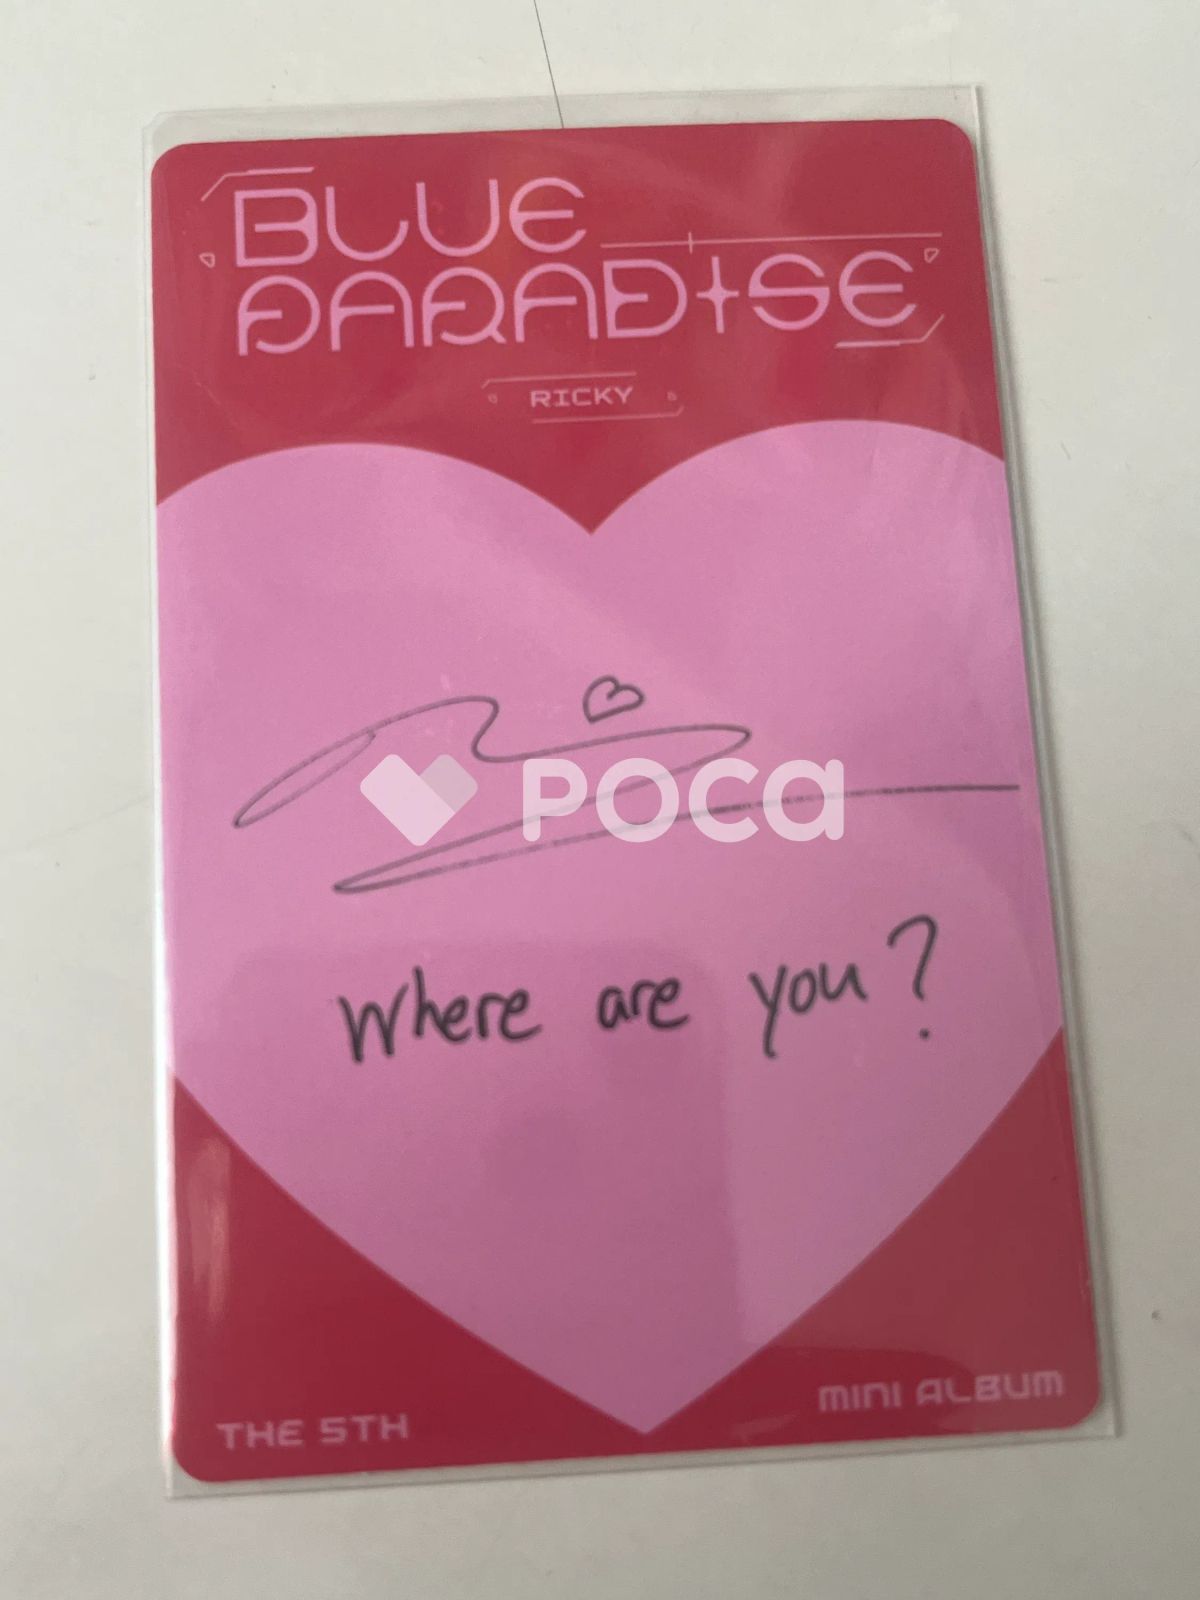 BLUE
PARADISE
RICKY
POCA
Where are you?
THE 5TH
MINI ALBUM